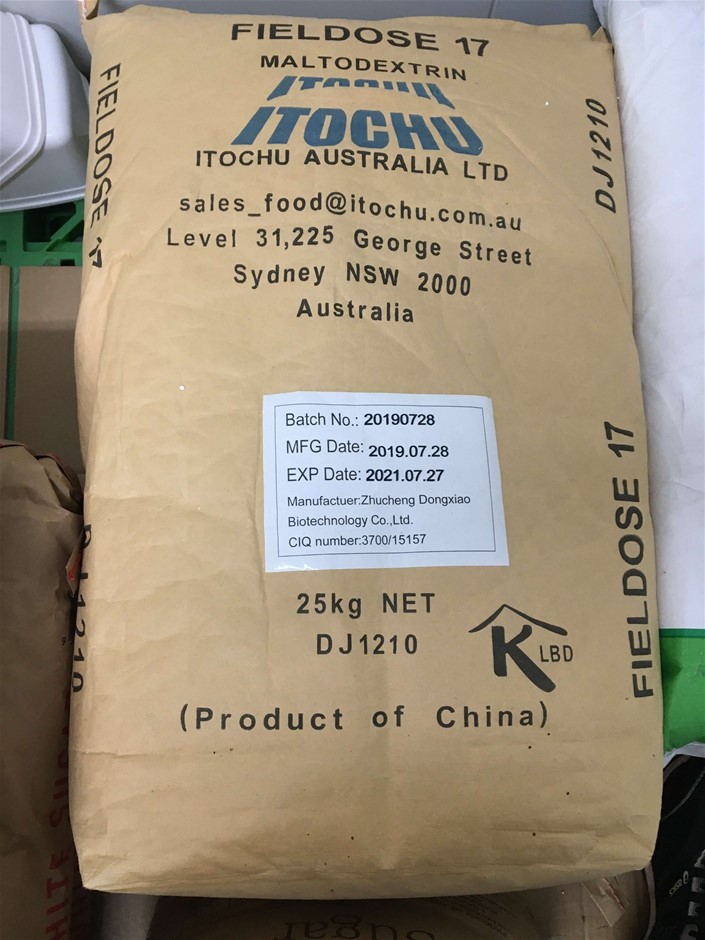 FIELDOSE 17
MALTODEXTRIN
ITOCHU
ITOCHU AUSTRALIA LTD
sales_food@itochu.com.au
Level 31,225 George Street
Sydney NSW 2000
Australia
FIELDOSE 17
DJ1210
Batch No.: 20190728
MFG Date: 2019.07.28
EXP Date: 2021.07.27
Manufactuer:Zhucheng Dongxiao
Biotechnology Co.,Ltd.
CIQ number:3700/15157
25kg NET
DJ1210
K LBD
(Product of China)
FIELDOSE 17
DJ1210
sugar